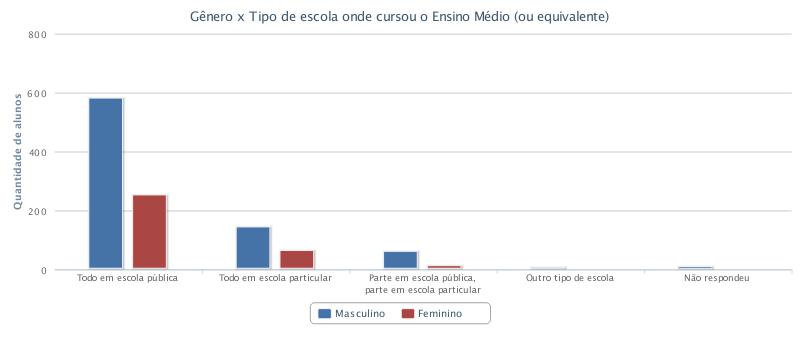 Gênero x Tipo de escola onde cursou o Ensino Médio (ou equivalente)
Quantidade de alunos
800
600
400
200
0
Todo em escola pública
Todo em escola particular
Parte em escola pública,
parte em escola particular
Outro tipo de escola
Não respondeu
Masculino
Feminino